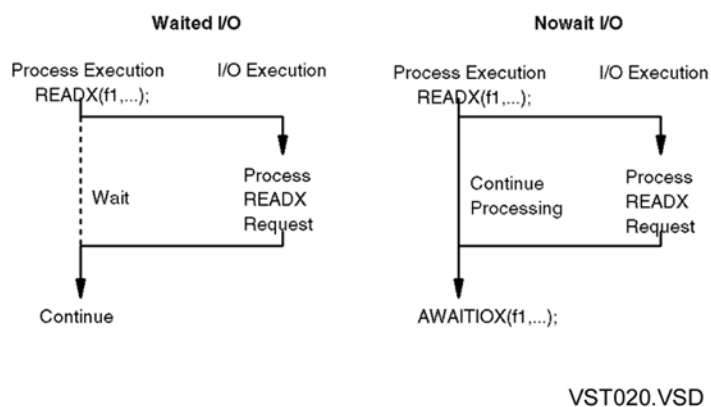 Waited I/O
Process Execution I/O Execution
READX(f1,...);
Wait
Process
READX
Request
Continue
Nowait I/O
Process Execution I/O Execution
READX(f1,...);
Continue
Processing
Process
READX
Request
AWAITIOX(f1,...);
VST020.VSD